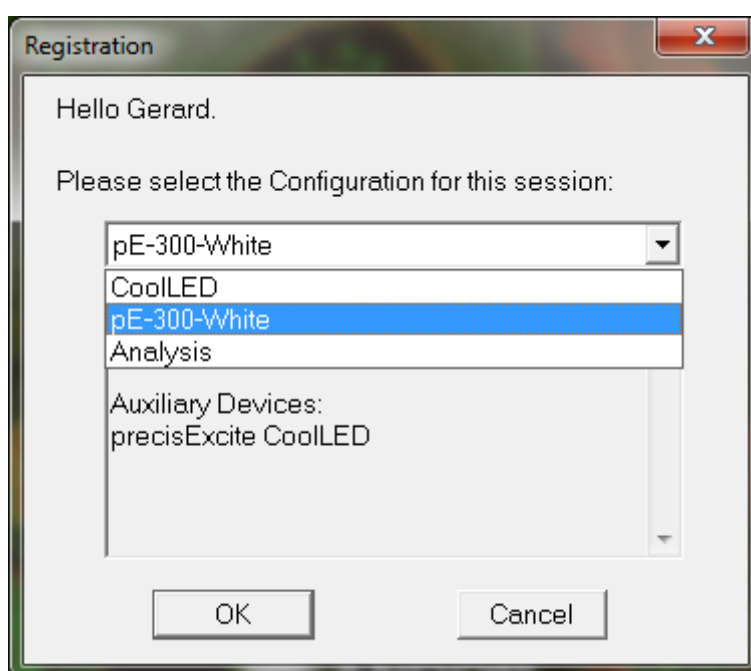 Registration
Hello Gerard.
Please select the Configuration for this session:
pE-300-White
CoolLED
pE-300-White
Analysis
Auxiliary Devices:
precisExcite CoolLED
OK
Cancel